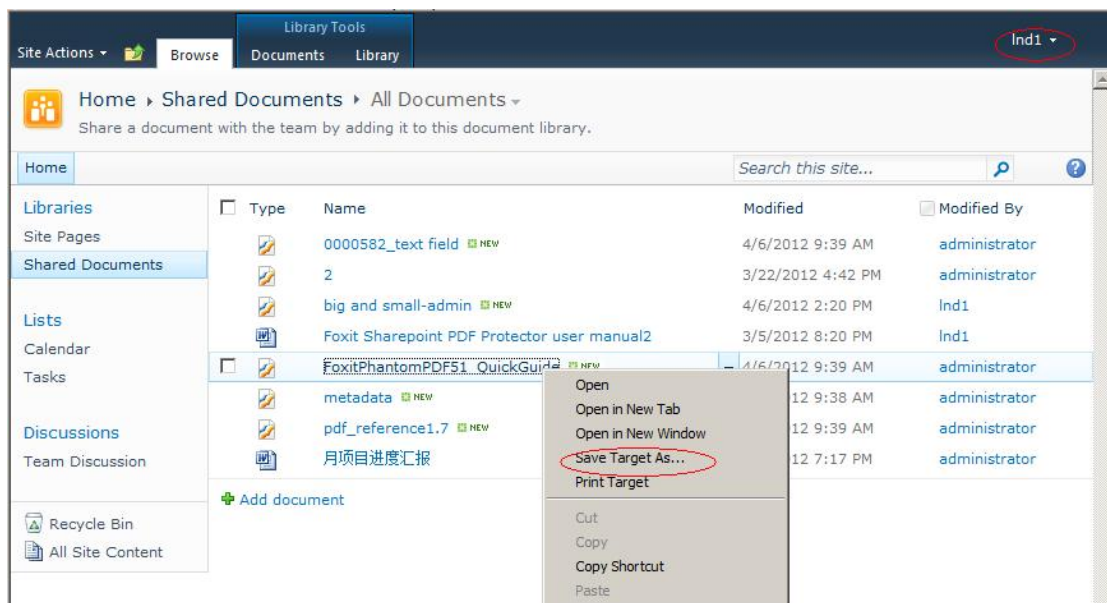 Library Tools
Site Actions Browse Documents Library lnd1
Home Shared Documents All Documents
Share a document with the team by adding it to this document library.
Home Search this site...
Libraries
Site Pages
Shared Documents
Lists
Calendar
Tasks
Discussions
Team Discussion
Recycle Bin
All Site Content
Type Name Modified Modified By
0000582_text field NEW 4/6/2012 9:39 AM administrator
2 3/22/2012 4:42 PM administrator
big and small-admin NEW 4/6/2012 2:20 PM lnd1
Foxit Sharepoint PDF Protector user manual2 3/5/2012 8:20 PM lnd1
FoxitPhantomPDF51_QuickGuide NEW 4/6/2012 9:39 AM administrator
metadata NEW 12 9:38 AM administrator
pdf_reference1.7 NEW 12 9:39 AM administrator
月项目进度汇报 12 7:17 PM administrator
Add document
Open
Open in New Tab
Open in New Window
Save Target As...
Print Target
Cut
Copy
Copy Shortcut
Paste